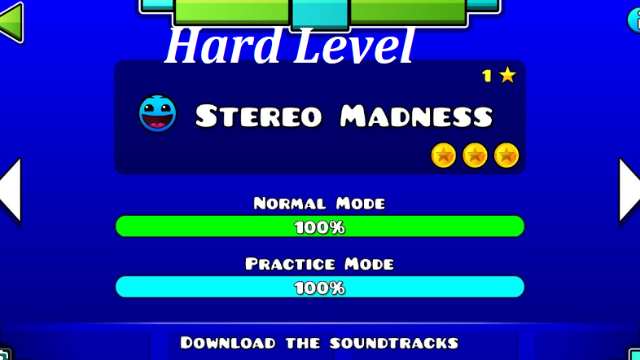 Hard Level
1
Stereo Madness
Normal Mode
100%
Practice Mode
100%
Download the soundtracks